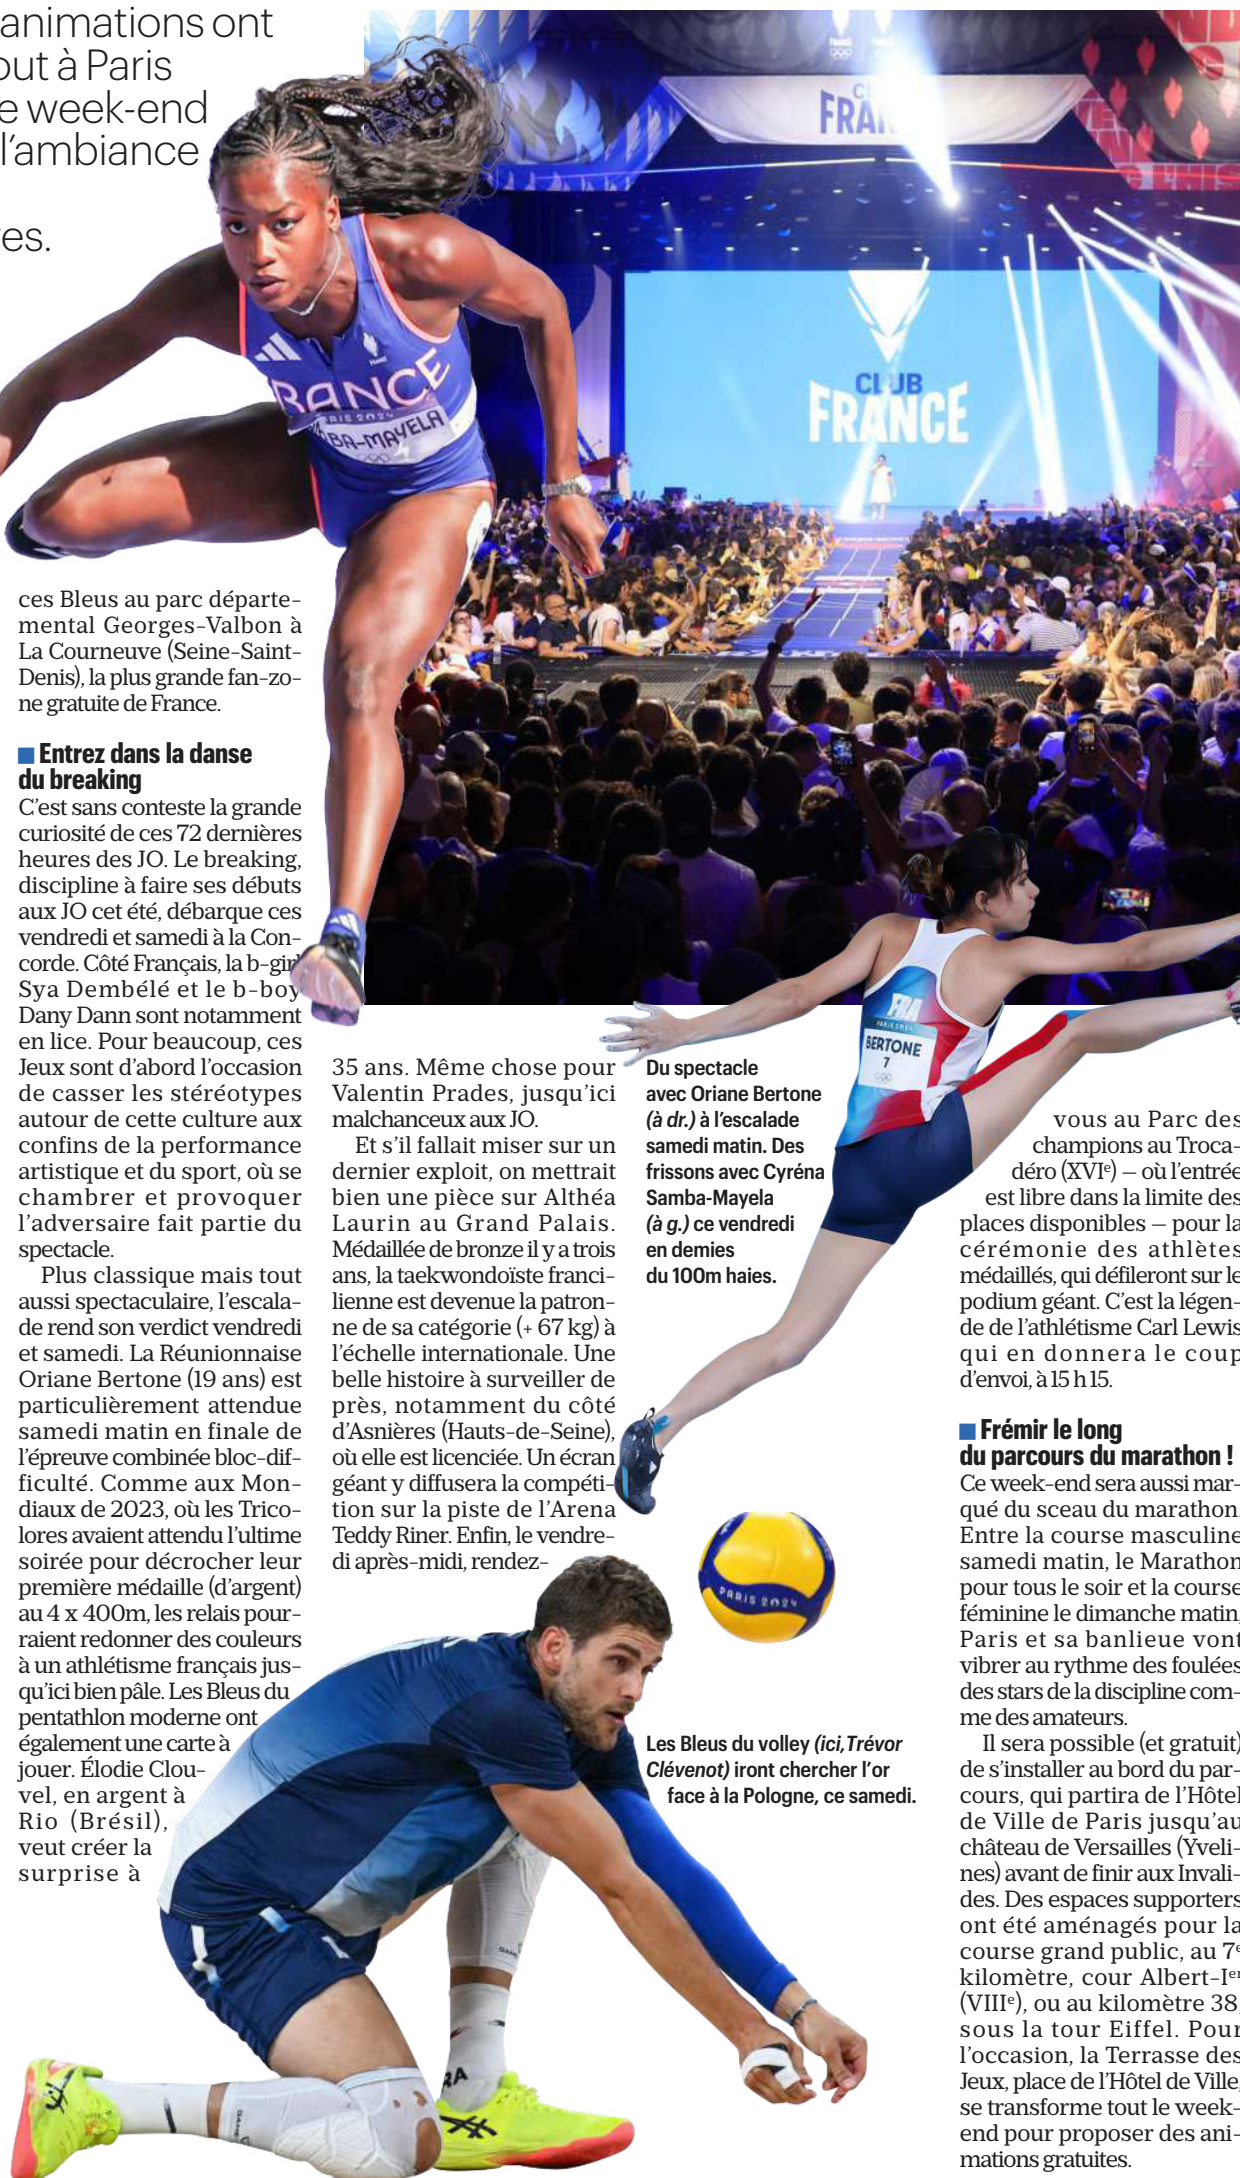 animations ont
out à Paris
e week-end
l'ambiance
es.
CLUB
FRANCE
RANCE
PARIS 2024
BA-MAYELA
ces Bleus au parc départe-
mental Georges-Valbon à
La Courneuve (Seine-Saint-
Denis), la plus grande fan-zo-
ne gratuite de France.
Entrez dans la danse
du breaking
C'est sans conteste la grande
curiosité de ces 72 dernières
heures des JO. Le breaking,
discipline à faire ses débuts
aux JO cet été, débarque ces
vendredi et samedi à la Con-
corde. Côté Français, la b-girl
Sya Dembélé et le b-boy
Dany Dann sont notamment
en lice. Pour beaucoup, ces
Jeux sont d'abord l'occasion
de casser les stéréotypes
autour de cette culture aux
confins de la performance
artistique et du sport, où se
chambrer et provoquer
l'adversaire fait partie du
spectacle.
Plus classique mais tout
aussi spectaculaire, l'escala-
de rend son verdict vendredi
et samedi. La Réunionnaise
Oriane Bertone (19 ans) est
particulièrement attendue
samedi matin en finale de
l'épreuve combinée bloc-dif-
ficulté. Comme aux Mon-
diaux de 2023, où les Trico-
lores avaient attendu l'ultime
soirée pour décrocher leur
première médaille (d'argent)
au 4 x 400m, les relais pour-
raient redonner des couleurs
à un athlétisme français jus-
qu'ici bien pâle. Les Bleus du
pentathlon moderne ont
également une carte à
jouer. Élodie Clou-
vel, en argent à
Rio (Brésil),
veut créer la
surprise à
35 ans. Même chose pour
Valentin Prades, jusqu'ici
malchanceux aux JO.
Et s'il fallait miser sur un
dernier exploit, on mettrait
bien une pièce sur Althéa
Laurin au Grand Palais.
Médaillée de bronze il y a trois
ans, la taekwondoïste franci-
lienne est devenue la patron-
ne de sa catégorie (+ 67 kg) à
l'échelle internationale. Une
belle histoire à surveiller de
près, notamment du côté
d'Asnières (Hauts-de-Seine),
où elle est licenciée. Un écran
géant y diffusera la compéti-
tion sur la piste de l'Arena
Teddy Riner. Enfin, le vendre-
di après-midi, rendez-
FRA
PARIS 2024
BERTONE
7
Du spectacle
avec Oriane Bertone
(à dr.) à l'escalade
samedi matin. Des
frissons avec Cyréna
Samba-Mayela
(à g.) ce vendredi
en demies
du 100m haies.
PARIS 2024
Les Bleus du volley (ici, Trévor
Clévenot) iront chercher l'or
face à la Pologne, ce samedi.
vous au Parc des
champions au Troca-
déro (XVIe) – où l'entrée
est libre dans la limite des
places disponibles – pour la
cérémonie des athlètes
médaillés, qui défileront sur le
podium géant. C'est la légen-
de de l'athlétisme Carl Lewis
qui en donnera le coup
d'envoi, à 15 h 15.
Frémir le long
du parcours du marathon !
Ce week-end sera aussi mar-
qué du sceau du marathon.
Entre la course masculine
samedi matin, le Marathon
pour tous le soir et la course
féminine le dimanche matin,
Paris et sa banlieue vont
vibrer au rythme des foulées
des stars de la discipline com-
me des amateurs.
Il sera possible (et gratuit)
de s'installer au bord du par-
cours, qui partira de l'Hôtel
de Ville de Paris jusqu'au
château de Versailles (Yveli-
nes) avant de finir aux Invali-
des. Des espaces supporters
ont été aménagés pour la
course grand public, au 7e
kilomètre, cour Albert-Ier
(VIIIe), ou au kilomètre 38,
sous la tour Eiffel. Pour
l'occasion, la Terrasse des
Jeux, place de l'Hôtel de Ville,
se transforme tout le week-
end pour proposer des ani-
mations gratuites.